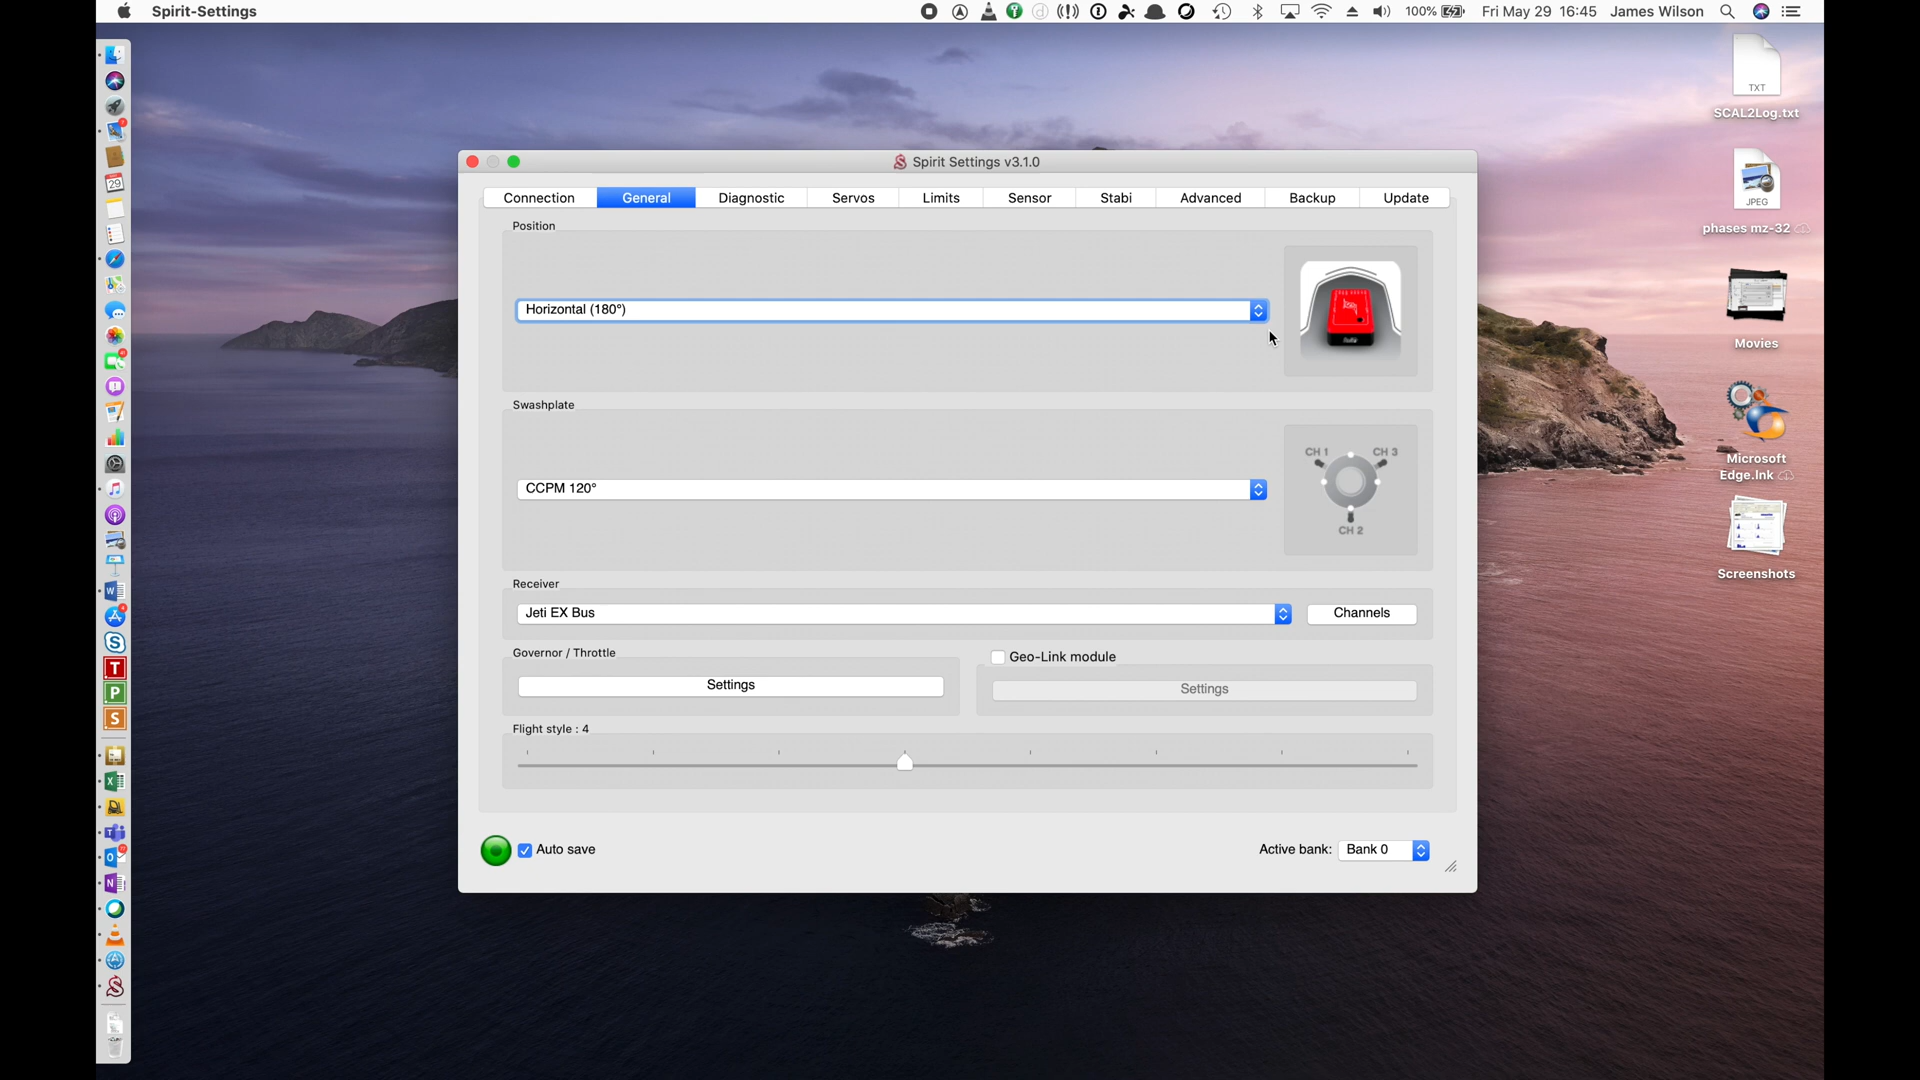 Spirit-Settings
100%
Fri May 29 16:45
James Wilson
TXT
SCAL2Log.txt
JPEG
phases mz-32
Movies
Microsoft
Edge.lnk
Screenshots
29
Spirit Settings v3.1.0
Connection
General
Diagnostic
Servos
Limits
Sensor
Stabi
Advanced
Backup
Update
Position
Horizontal (180°)
Swashplate
CCPM 120°
CH 1
CH 3
CH 2
Receiver
Jeti EX Bus
Channels
Governor / Throttle
Settings
Geo-Link module
Settings
Flight style : 4
Auto save
Active bank:
Bank 0